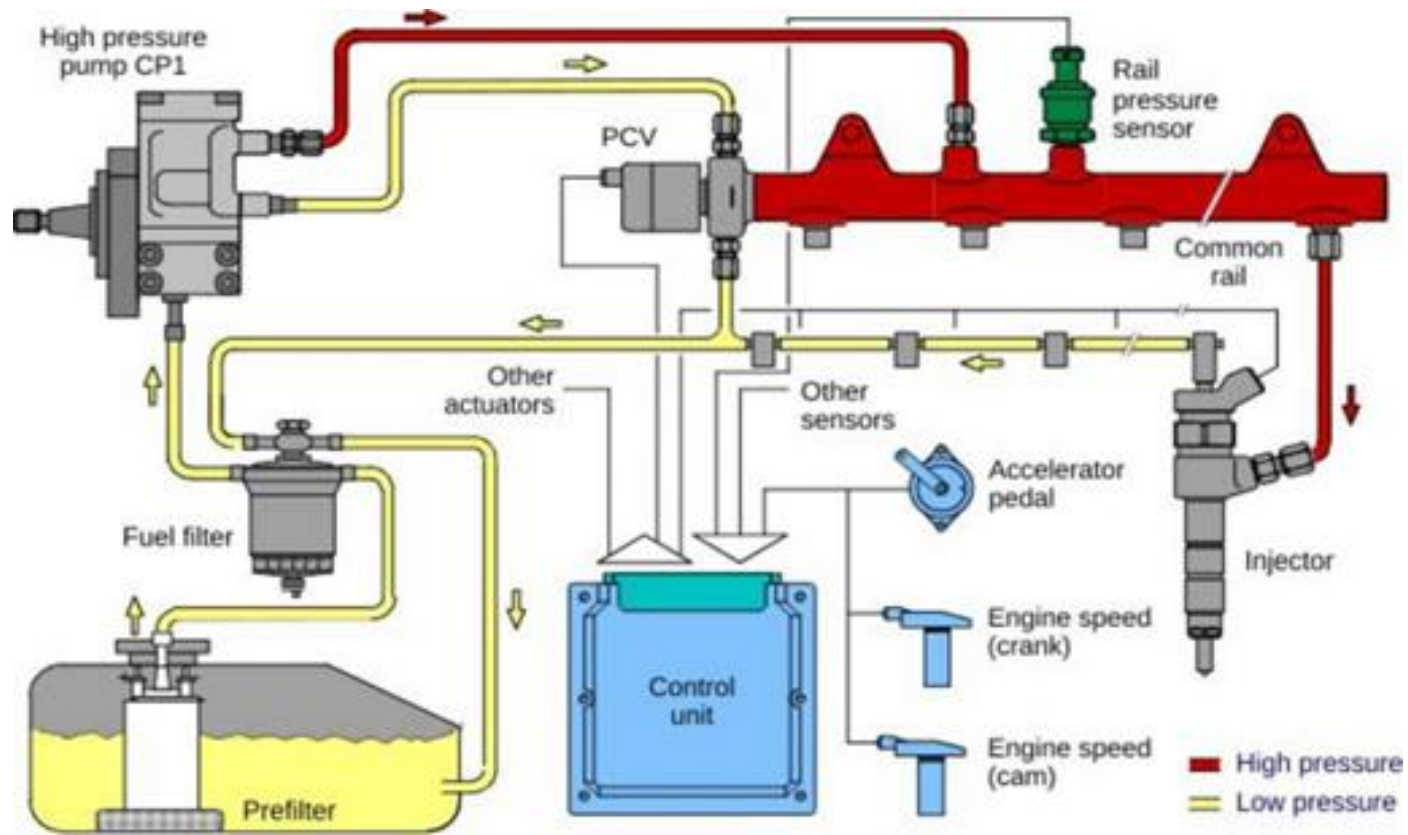 High pressure
pump CP1
Rail
pressure
sensor
PCV
Common
rail
Other
actuators
Other
sensors
Accelerator
pedal
Fuel filter
Injector
Engine speed
(crank)
Control
unit
Engine speed
(cam)
Prefilter
High pressure
Low pressure